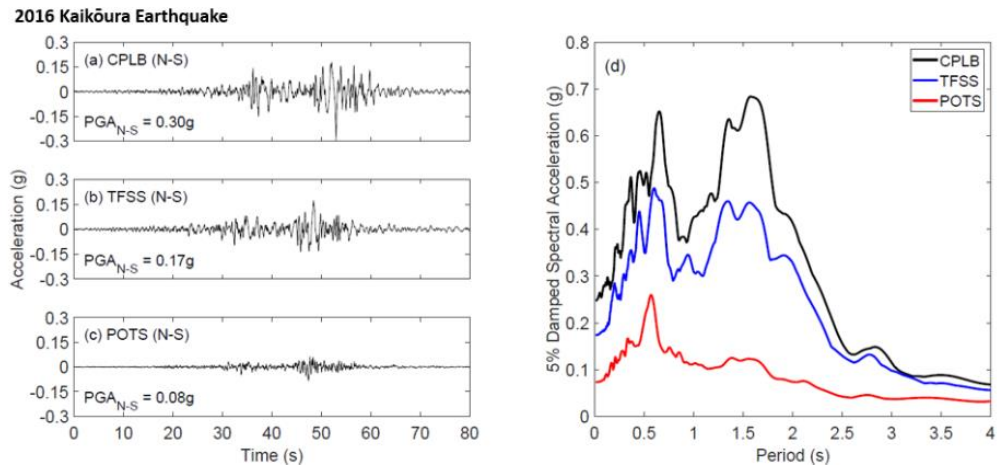 2016 Kaikōura Earthquake
0.3
0.15
0
-0.15
-0.3
(a) CPLB (N-S)
PGA_N-S = 0.30g
0.3
0.15
0
-0.15
-0.3
(b) TFSS (N-S)
PGA_N-S = 0.17g
0.3
0.15
0
-0.15
-0.3
(c) POTS (N-S)
PGA_N-S = 0.08g
0 10 20 30 40 50 60 70 80
Time (s)
Acceleration (g)
0.8
0.7
0.6
0.5
0.4
0.3
0.2
0.1
0
(d)
CPLB
TFSS
POTS
0 0.5 1 1.5 2 2.5 3 3.5 4
Period (s)
5% Damped Spectral Acceleration (g)